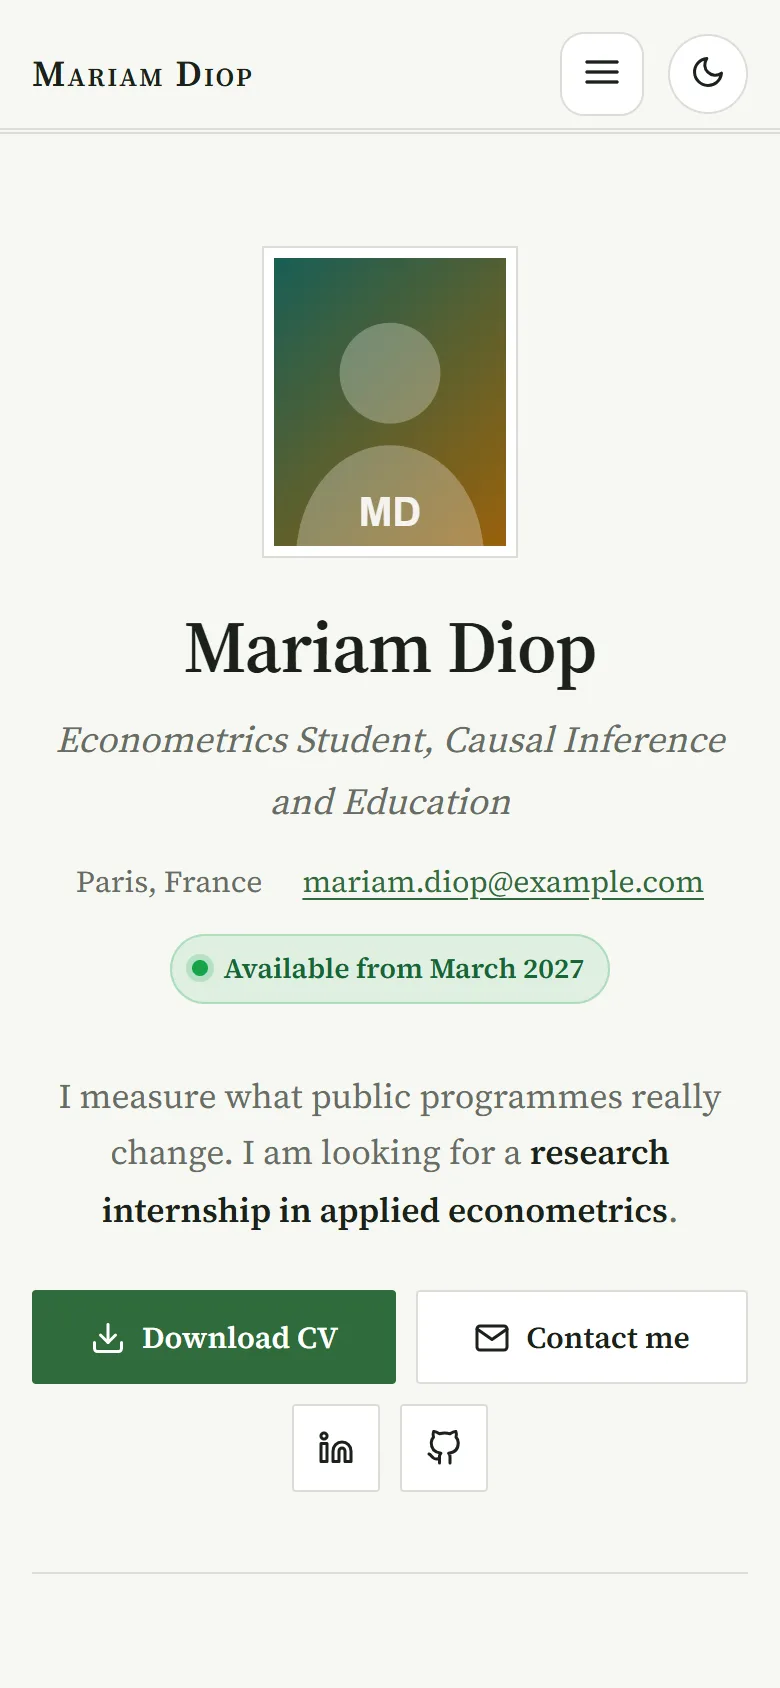 Mariam Diop
MD
Mariam Diop
Econometrics Student, Causal Inference
and Education
Paris, France mariam.diop@example.com
Available from March 2027
I measure what public programmes really
change. I am looking for a research
internship in applied econometrics.
Download CV Contact me
in